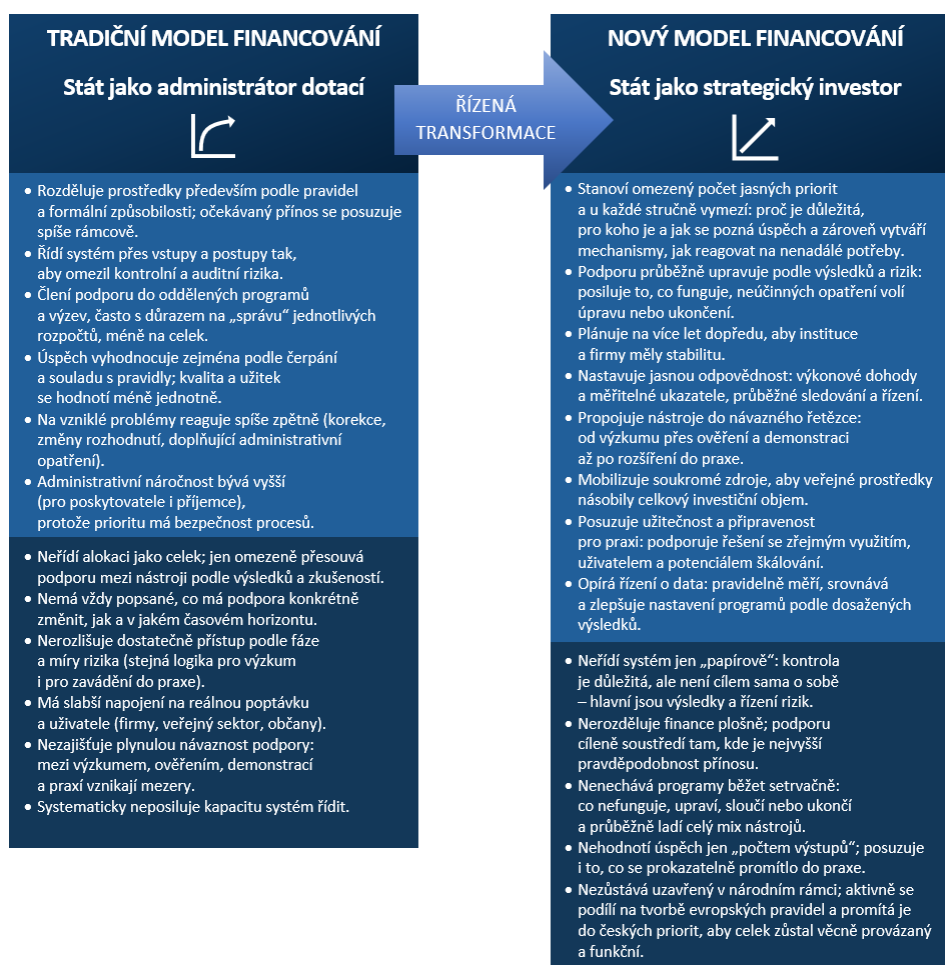 TRADIČNÍ MODEL FINANCOVÁNÍ
Stát jako administrátor dotací
• Rozděluje prostředky především podle pravidel
a formální způsobilosti; očekávaný přínos se posuzuje
spíše rámcově.
• Řídí systém přes vstupy a postupy tak,
aby omezil kontrolní a auditní rizika.
• Člení podporu do oddělených programů
a výzev, často s důrazem na „správu“ jednotlivých
rozpočtů, méně na celek.
• Úspěch vyhodnocuje zejména podle čerpání
a souladu s pravidly; kvalita a užitek
se hodnotí méně jednotně.
• Na vzniklé problémy reaguje spíše zpětně (korekce,
změny rozhodnutí, doplňující administrativní
opatření).
• Administrativní náročnost bývá vyšší
(pro poskytovatele i příjemce),
protože prioritu má bezpečnost procesů.
• Neřídí alokaci jako celek; jen omezeně přesouvá
podporu mezi nástroji podle výsledků a zkušeností.
• Nemá vždy popsané, co má podpora konkrétně
změnit, jak a v jakém časovém horizontu.
• Nerozlišuje dostatečně přístup podle fáze
a míry rizika (stejná logika pro výzkum
i pro zavádění do praxe).
• Má slabší napojení na reálnou poptávku
a uživatele (firmy, veřejný sektor, občany).
• Nezajišťuje plynulou návaznost podpory:
mezi výzkumem, ověřením, demonstrací
a praxí vznikají mezery.
• Systematicky neposiluje kapacitu systém řídit.
ŘÍZENÁ
TRANSFORMACE
NOVÝ MODEL FINANCOVÁNÍ
Stát jako strategický investor
• Stanoví omezený počet jasných priorit
a u každé stručně vymezí: proč je důležitá,
pro koho je a jak se pozná úspěch a zároveň vytváří
mechanismy, jak reagovat na nenadálé potřeby.
• Podporu průběžně upravuje podle výsledků a rizik:
posiluje to, co funguje, neúčinných opatření volí
úpravu nebo ukončení.
• Plánuje na více let dopředu, aby instituce
a firmy měly stabilitu.
• Nastavuje jasnou odpovědnost: výkonové dohody
a měřitelné ukazatele, průběžné sledování a řízení.
• Propojuje nástroje do návazného řetězce:
od výzkumu přes ověření a demonstraci
až po rozšíření do praxe.
• Mobilizuje soukromé zdroje, aby veřejné prostředky
násobily celkový investiční objem.
• Posuzuje užitečnost a připravenost
pro praxi: podporuje řešení se zřejmým využitím,
uživatelem a potenciálem škálování.
• Opírá řízení o data: pravidelně měří, srovnává
a zlepšuje nastavení programů podle dosažených
výsledků.
• Neřídí systém jen „papírově“: kontrola
je důležitá, ale není cílem sama o sobě
– hlavní jsou výsledky a řízení rizik.
• Nerozděluje finance plošně; podporu
cíleně soustředí tam, kde je nejvyšší
pravděpodobnost přínosu.
• Nenechává programy běžet setrvačně:
co nefunguje, upraví, sloučí nebo ukončí
a průběžně ladí celý mix nástrojů.
• Nehodnotí úspěch jen „počtem výstupů“; posuzuje
i to, co se prokazatelně promítlo do praxe.
• Nezůstává uzavřený v národním rámci; aktivně se
podílí na tvorbě evropských pravidel a promítá je
do českých priorit, aby celek zůstal věcně provázaný
a funkční.